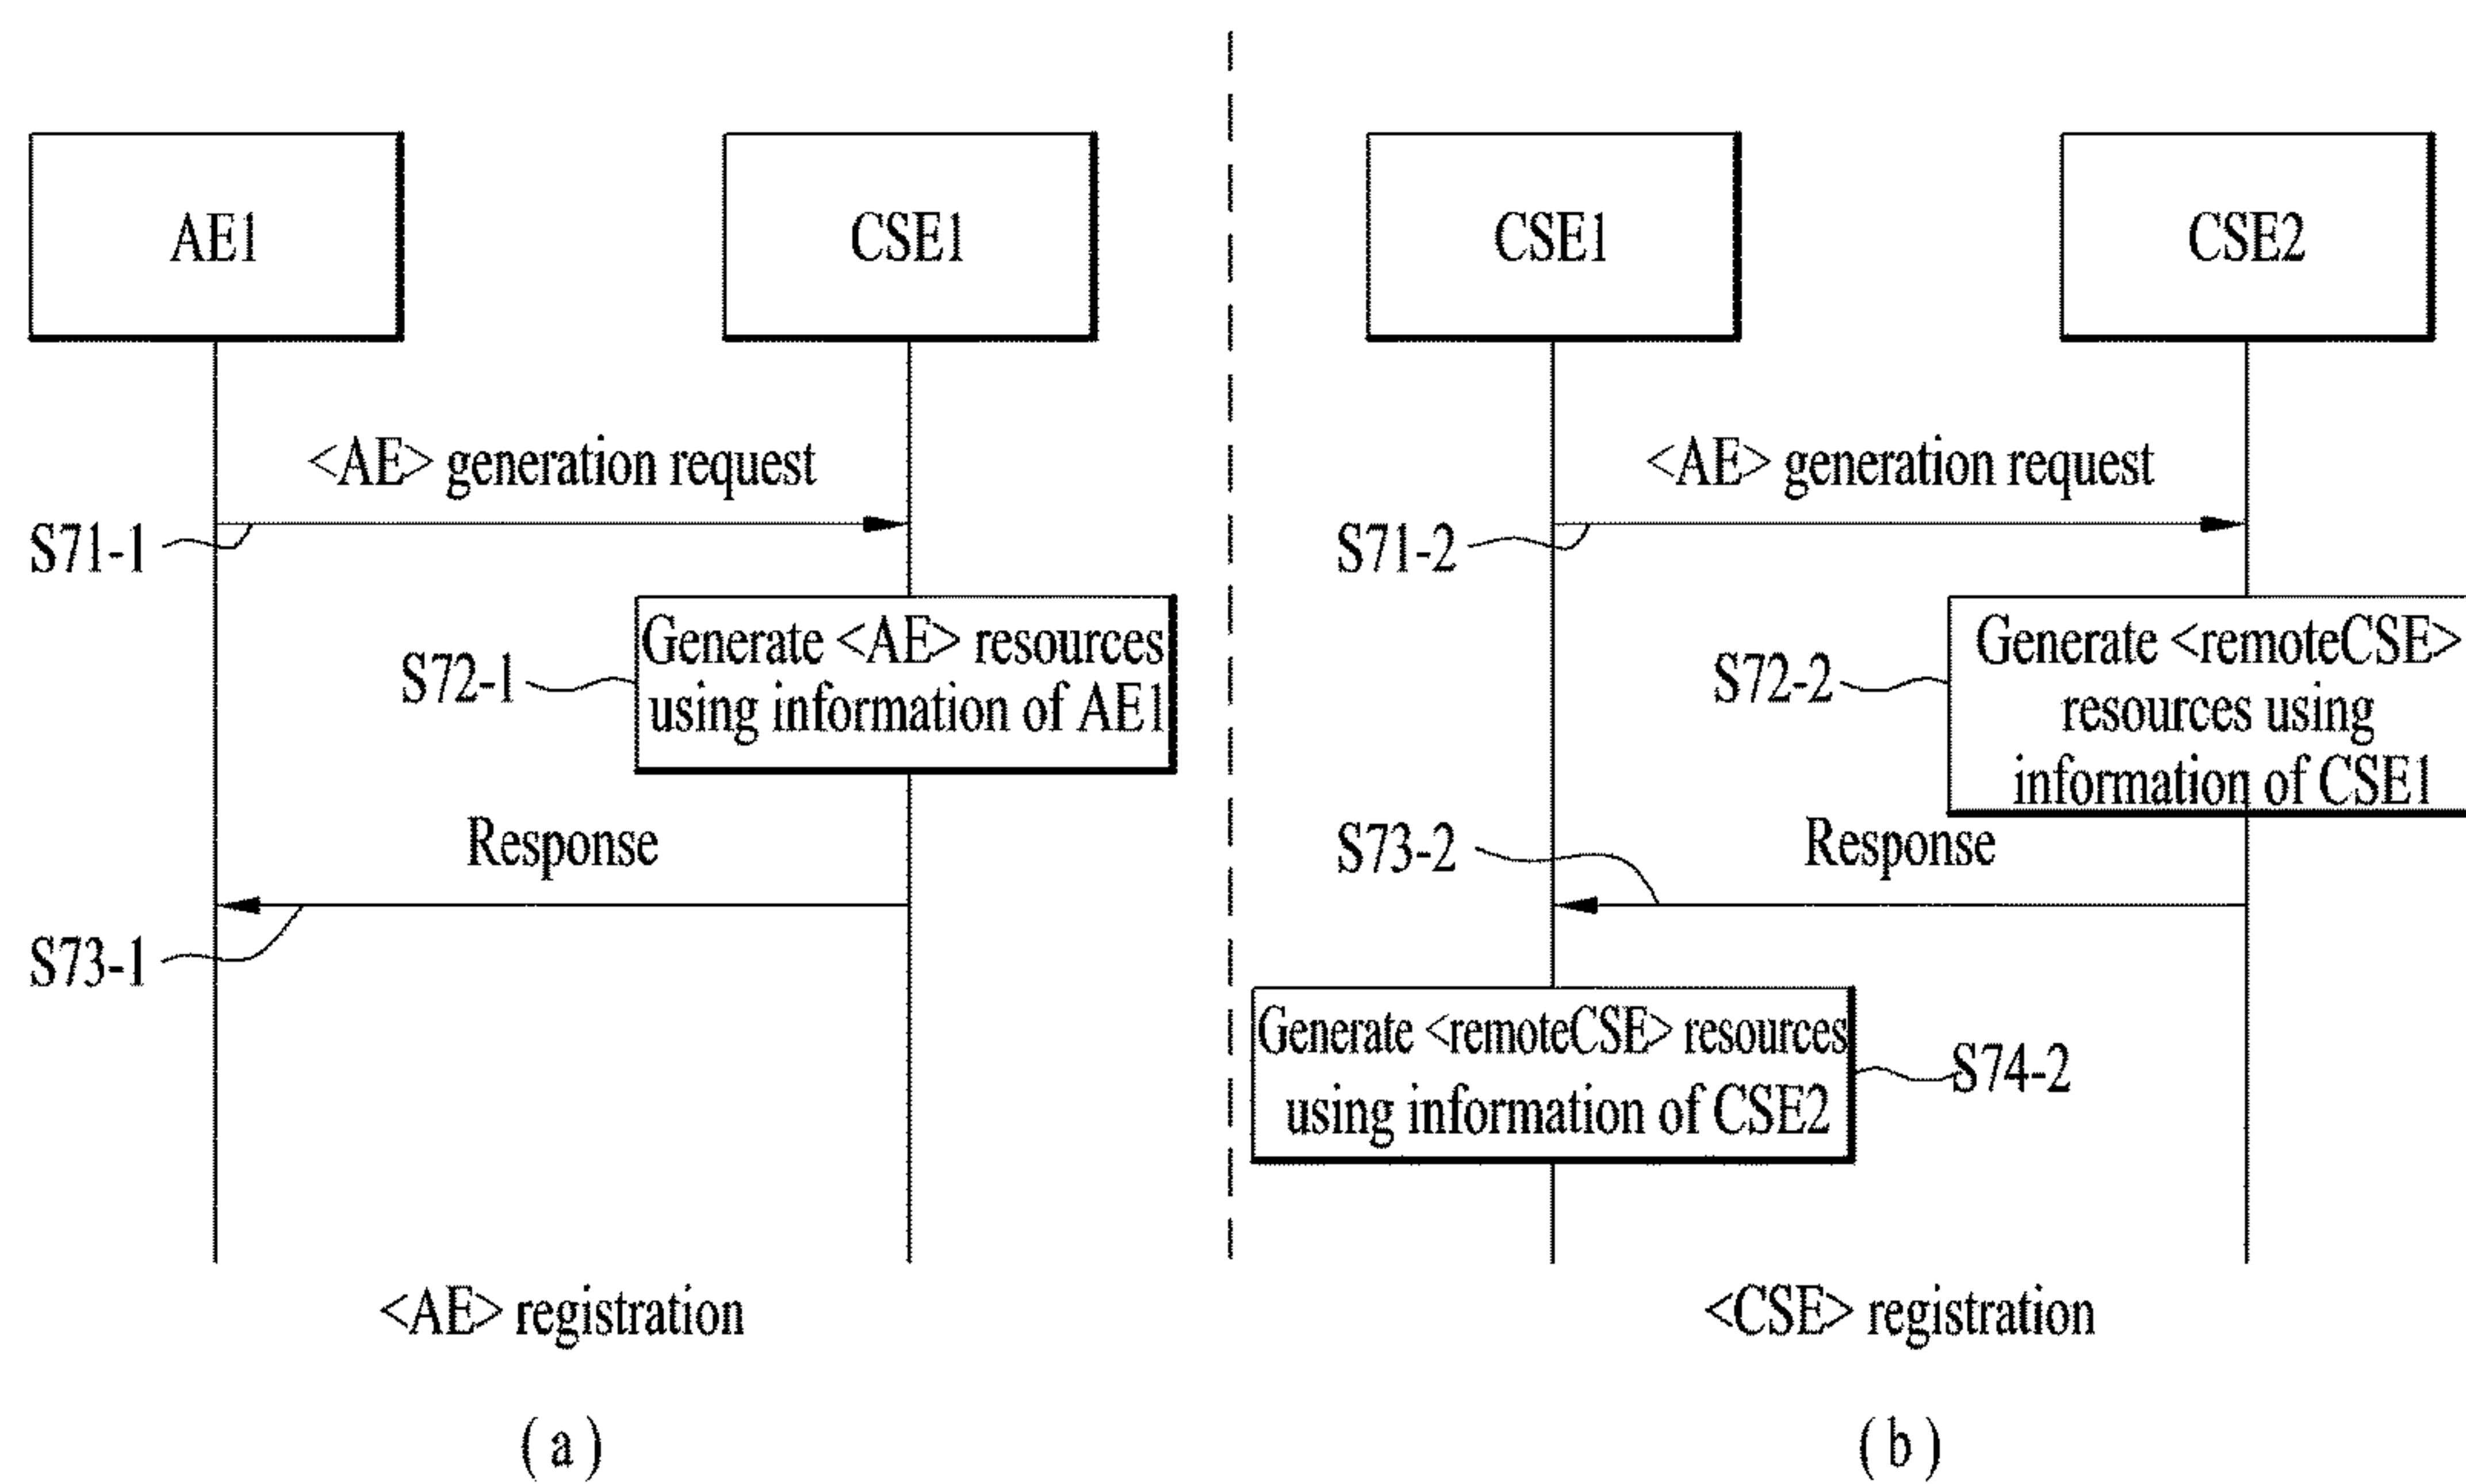 AE1
CSE1
<AE> generation request
S71-1
Generate <AE> resources
using information of AE1
S72-1
Response
S73-1
<AE> registration
(a)
CSE1
CSE2
<AE> generation request
S71-2
Generate <remoteCSE>
resources using
information of CSE1
S72-2
Response
S73-2
Generate <remoteCSE> resources
using information of CSE2
S74-2
<CSE> registration
(b)